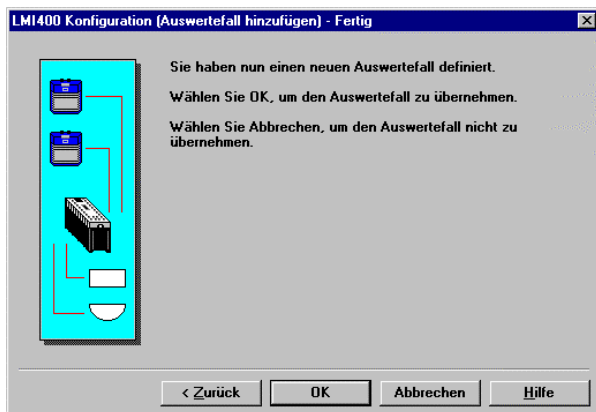 LMI400 Konfiguration (Auswertefall hinzufügen) - Fertig
Sie haben nun einen neuen Auswertefall definiert.
Wählen Sie OK, um den Auswertefall zu übernehmen.
Wählen Sie Abbrechen, um den Auswertefall nicht zu
übernehmen.
< Zurück
OK
Abbrechen
Hilfe